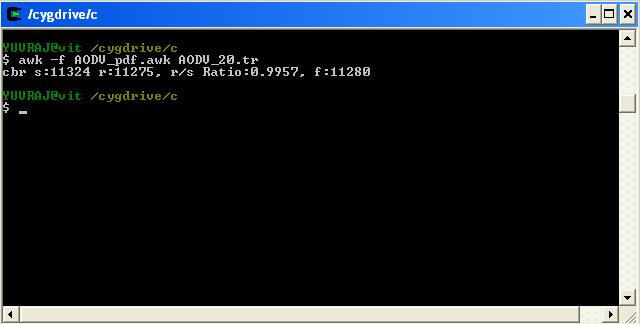 /cygdrive/c
YUVRAJ@vit /cygdrive/c
$ awk -f AODV_pdf.awk AODV_20.tr
cbr s:11324 r:11275, r/s Ratio:0.9957, f:11280
YUVRAJ@vit /cygdrive/c
$ _